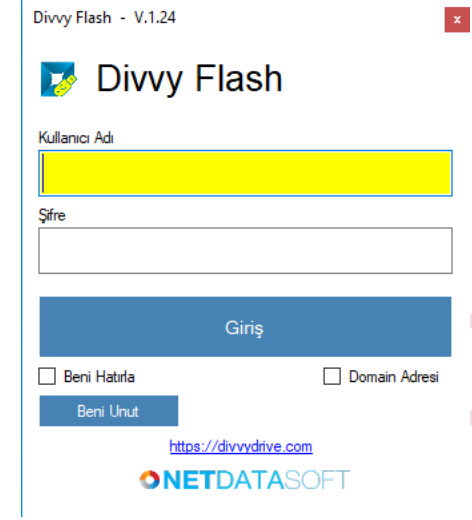 Divvy Flash - V.1.24
x
Divvy Flash
Kullanıcı Adı
Şifre
Giriş
Beni Hatırla Domain Adresi
Beni Unut
https://divvydrive.com
NETDATASOFT